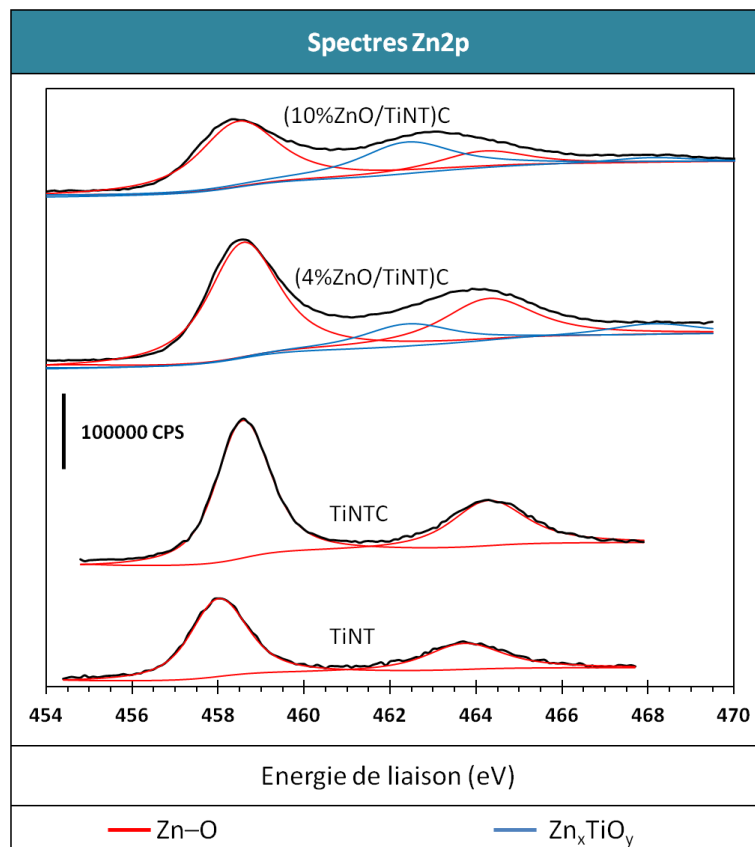 Spectres Zn2p
(10%ZnO/TiNT)C
(4%ZnO/TiNT)C
100000 CPS
TiNTC
TiNT
454 456 458 460 462 464 466 468 470
Energie de liaison (eV)
Zn–O ZnₓTiOᵧ